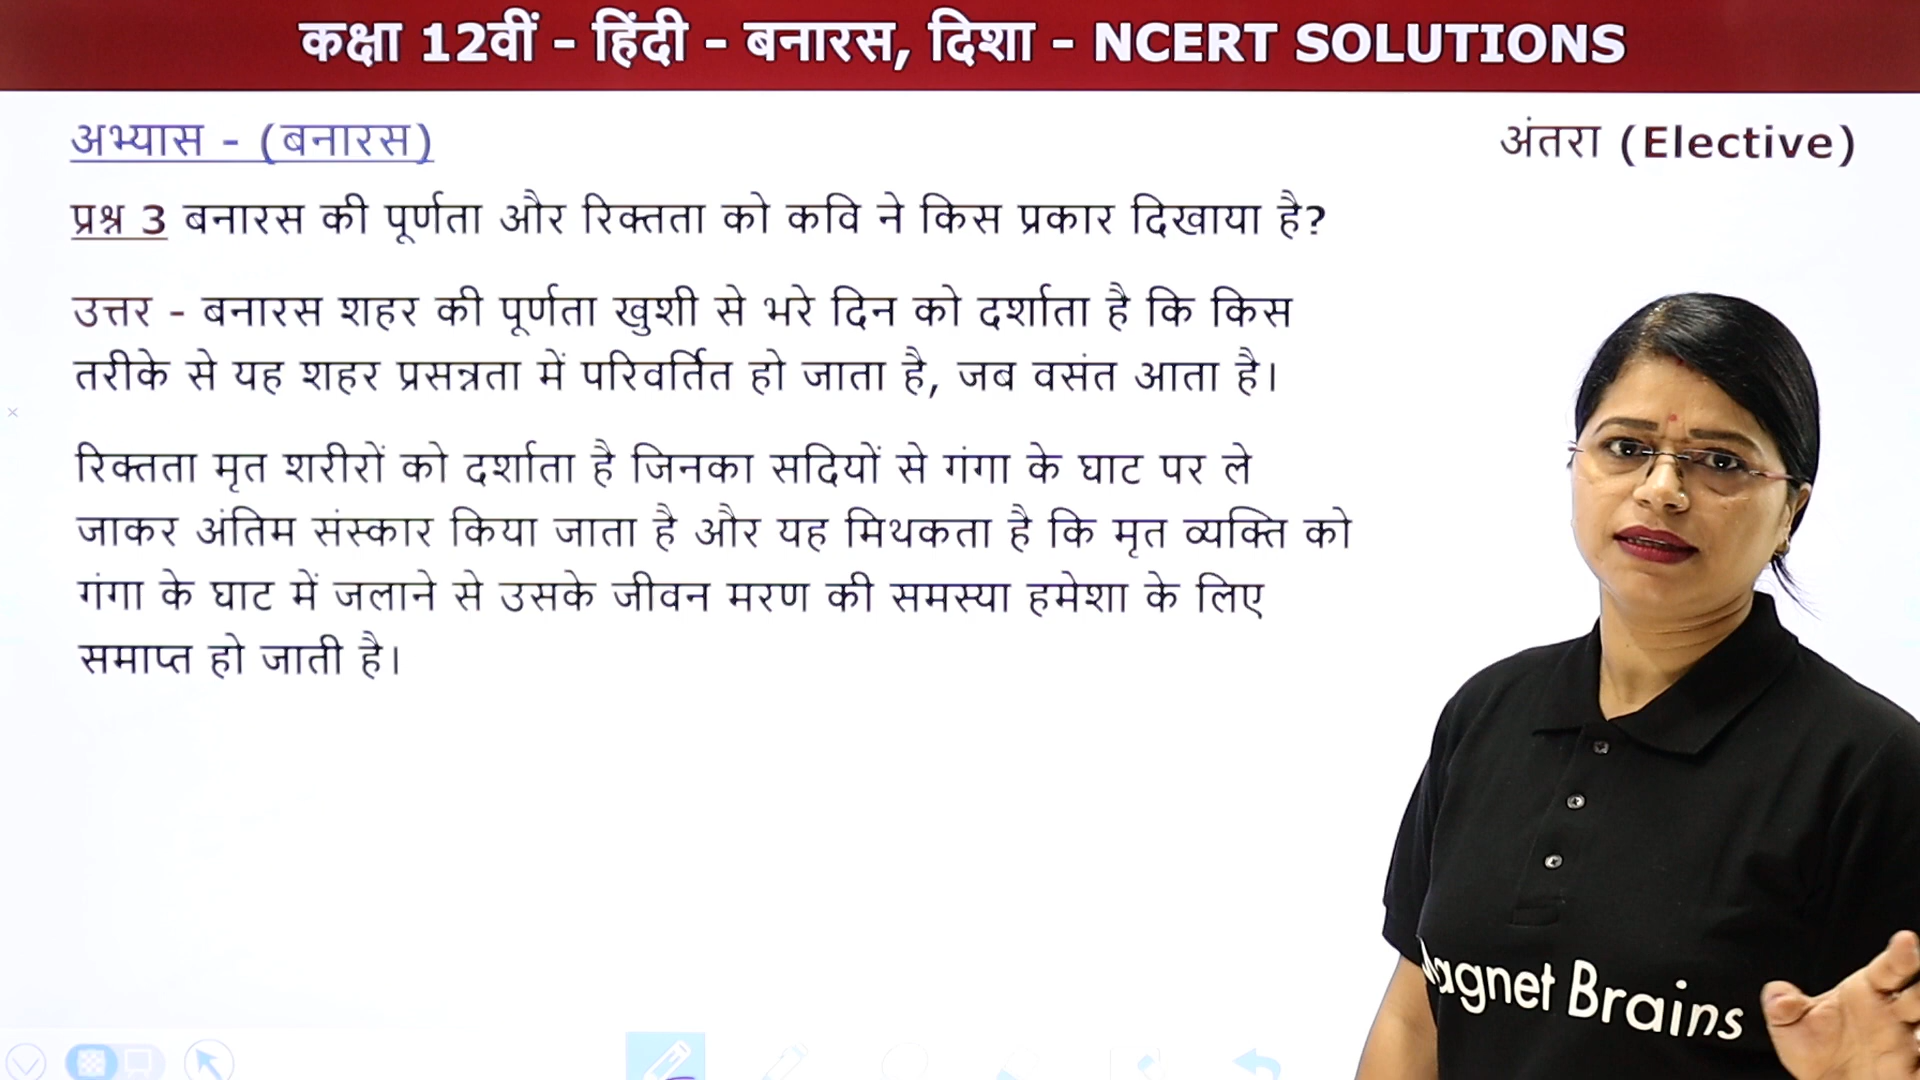 कक्षा 12वीं - हिंदी - बनारस, दिशा - NCERT SOLUTIONS
अभ्यास - (बनारस)
अंतरा (Elective)
प्रश्न 3 बनारस की पूर्णता और रिक्तता को कवि ने किस प्रकार दिखाया है?
उत्तर - बनारस शहर की पूर्णता खुशी से भरे दिन को दर्शाता है कि किस
तरीके से यह शहर प्रसन्नता में परिवर्तित हो जाता है, जब वसंत आता है।
रिक्तता मृत शरीरों को दर्शाता है जिनका सदियों से गंगा के घाट पर ले
जाकर अंतिम संस्कार किया जाता है और यह मिथकता है कि मृत व्यक्ति को
गंगा के घाट में जलाने से उसके जीवन मरण की समस्या हमेशा के लिए
समाप्त हो जाती है।
Magnet Brains